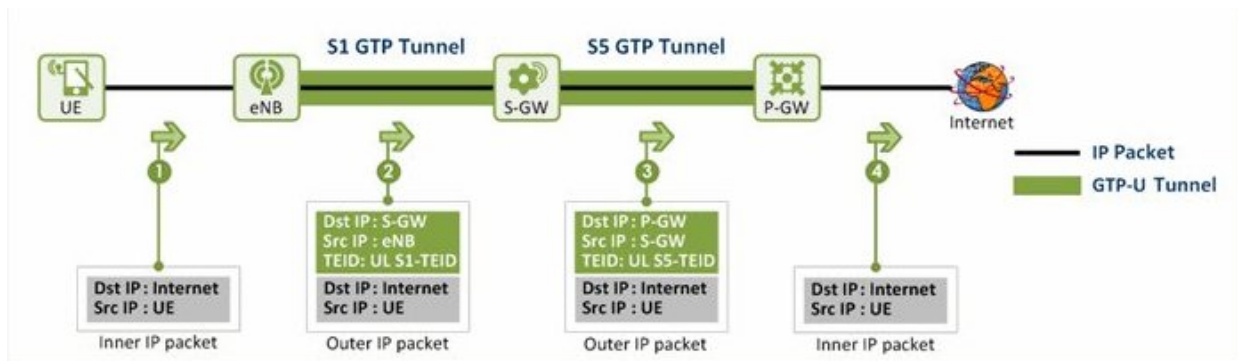 S1 GTP Tunnel
S5 GTP Tunnel
UE
eNB
S-GW
P-GW
Internet
IP Packet
GTP-U Tunnel
1
2
3
4
Dst IP : Internet
Src IP : UE
Inner IP packet
Dst IP : S-GW
Src IP : eNB
TEID: UL S1-TEID
Dst IP : Internet
Src IP : UE
Outer IP packet
Dst IP : P-GW
Src IP : S-GW
TEID: UL S5-TEID
Dst IP : Internet
Src IP : UE
Outer IP packet
Dst IP : Internet
Src IP : UE
Inner IP packet